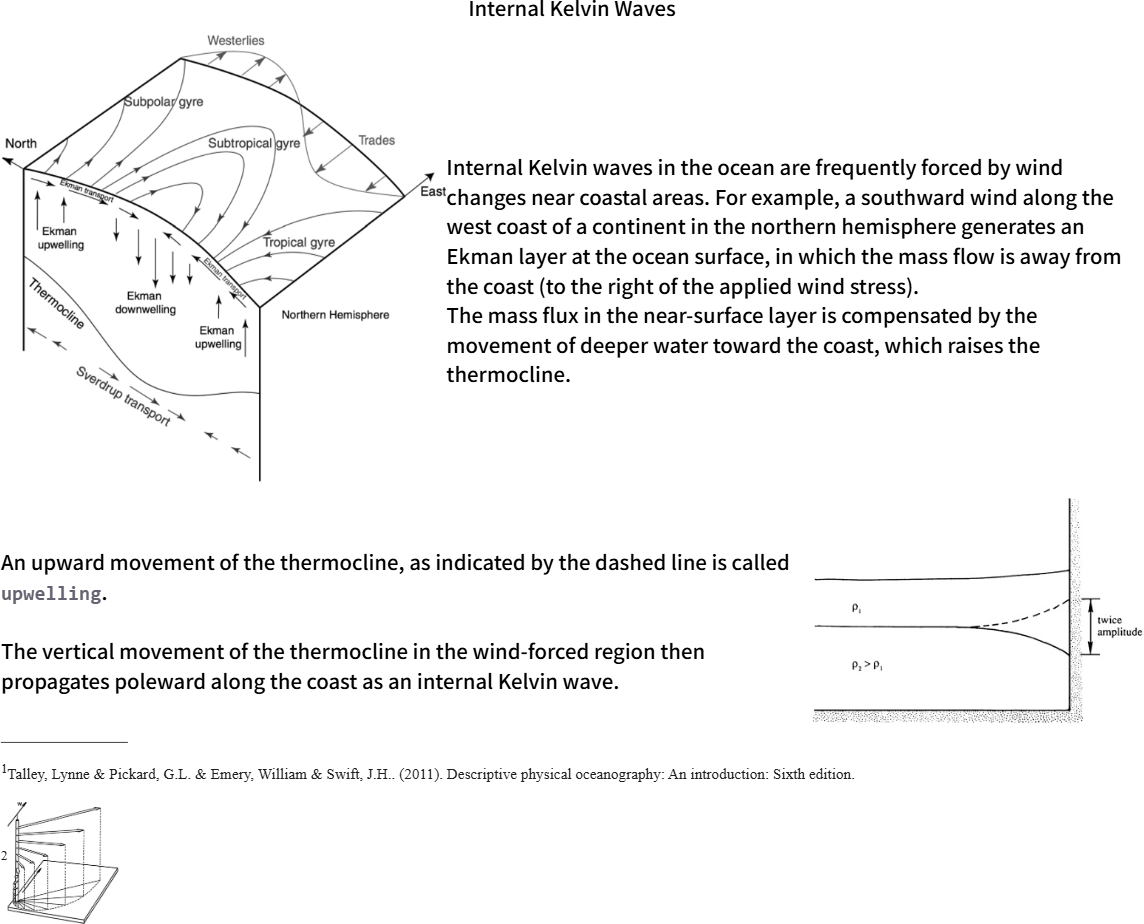 Internal Kelvin Waves
Westerlies
Subpolar gyre
North
Subtropical gyre
Trades
East
Ekman transport
Ekman
upwelling
Tropical gyre
Ekman transport
Thermocline
Ekman
downwelling
Northern Hemisphere
Ekman
upwelling
Sverdrup transport
Internal Kelvin waves in the ocean are frequently forced by wind
changes near coastal areas. For example, a southward wind along the
west coast of a continent in the northern hemisphere generates an
Ekman layer at the ocean surface, in which the mass flow is away from
the coast (to the right of the applied wind stress).
The mass flux in the near-surface layer is compensated by the
movement of deeper water toward the coast, which raises the
thermocline.
An upward movement of the thermocline, as indicated by the dashed line is called
upwelling.
The vertical movement of the thermocline in the wind-forced region then
propagates poleward along the coast as an internal Kelvin wave.
ρ₁
twice
amplitude
ρ₂ > ρ₁
1Talley, Lynne & Pickard, G.L. & Emery, William & Swift, J.H.. (2011). Descriptive physical oceanography: An introduction: Sixth edition.
2